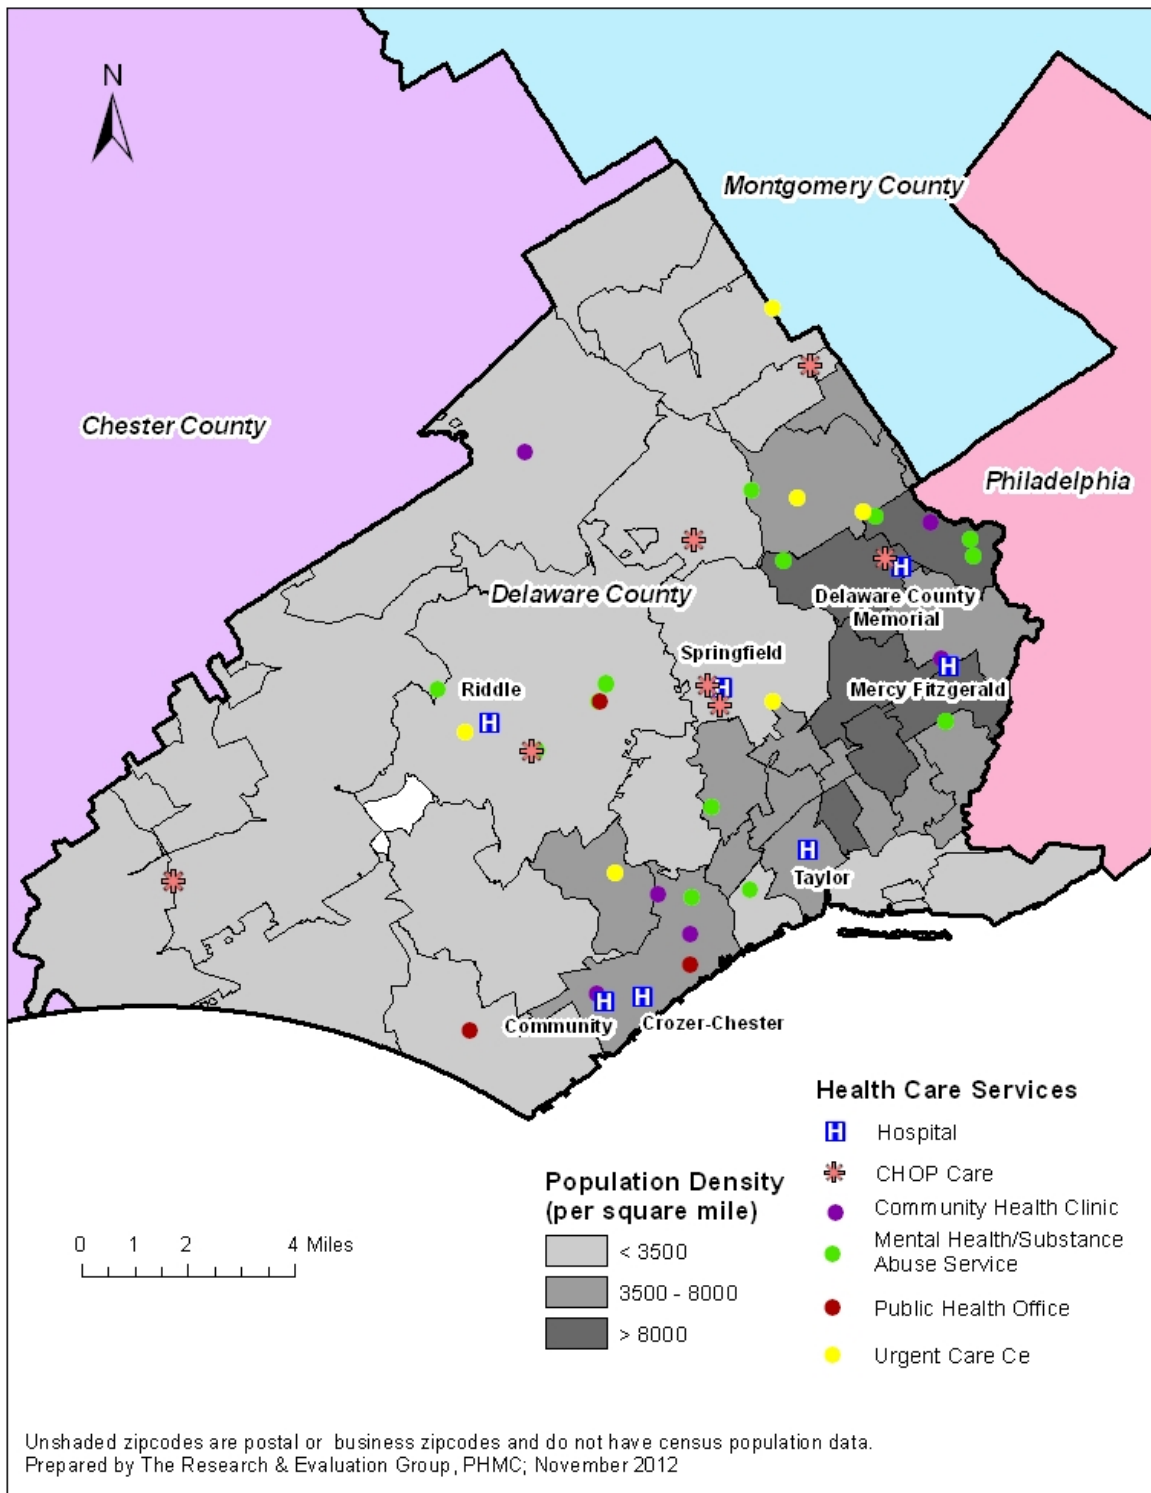 N
Montgomery County
Chester County
Philadelphia
Delaware County
Delaware County
Memorial
Springfield
Riddle
Mercy Fitzgerald
Taylor
Community
Crozer-Chester
Health Care Services
Hospital
CHOP Care
Community Health Clinic
Mental Health/Substance
Abuse Service
Public Health Office
Urgent Care Ce
Population Density
(per square mile)
< 3500
3500 - 8000
> 8000
0 1 2 4 Miles
Unshaded zipcodes are postal or business zipcodes and do not have census population data.
Prepared by The Research & Evaluation Group, PHMC; November 2012